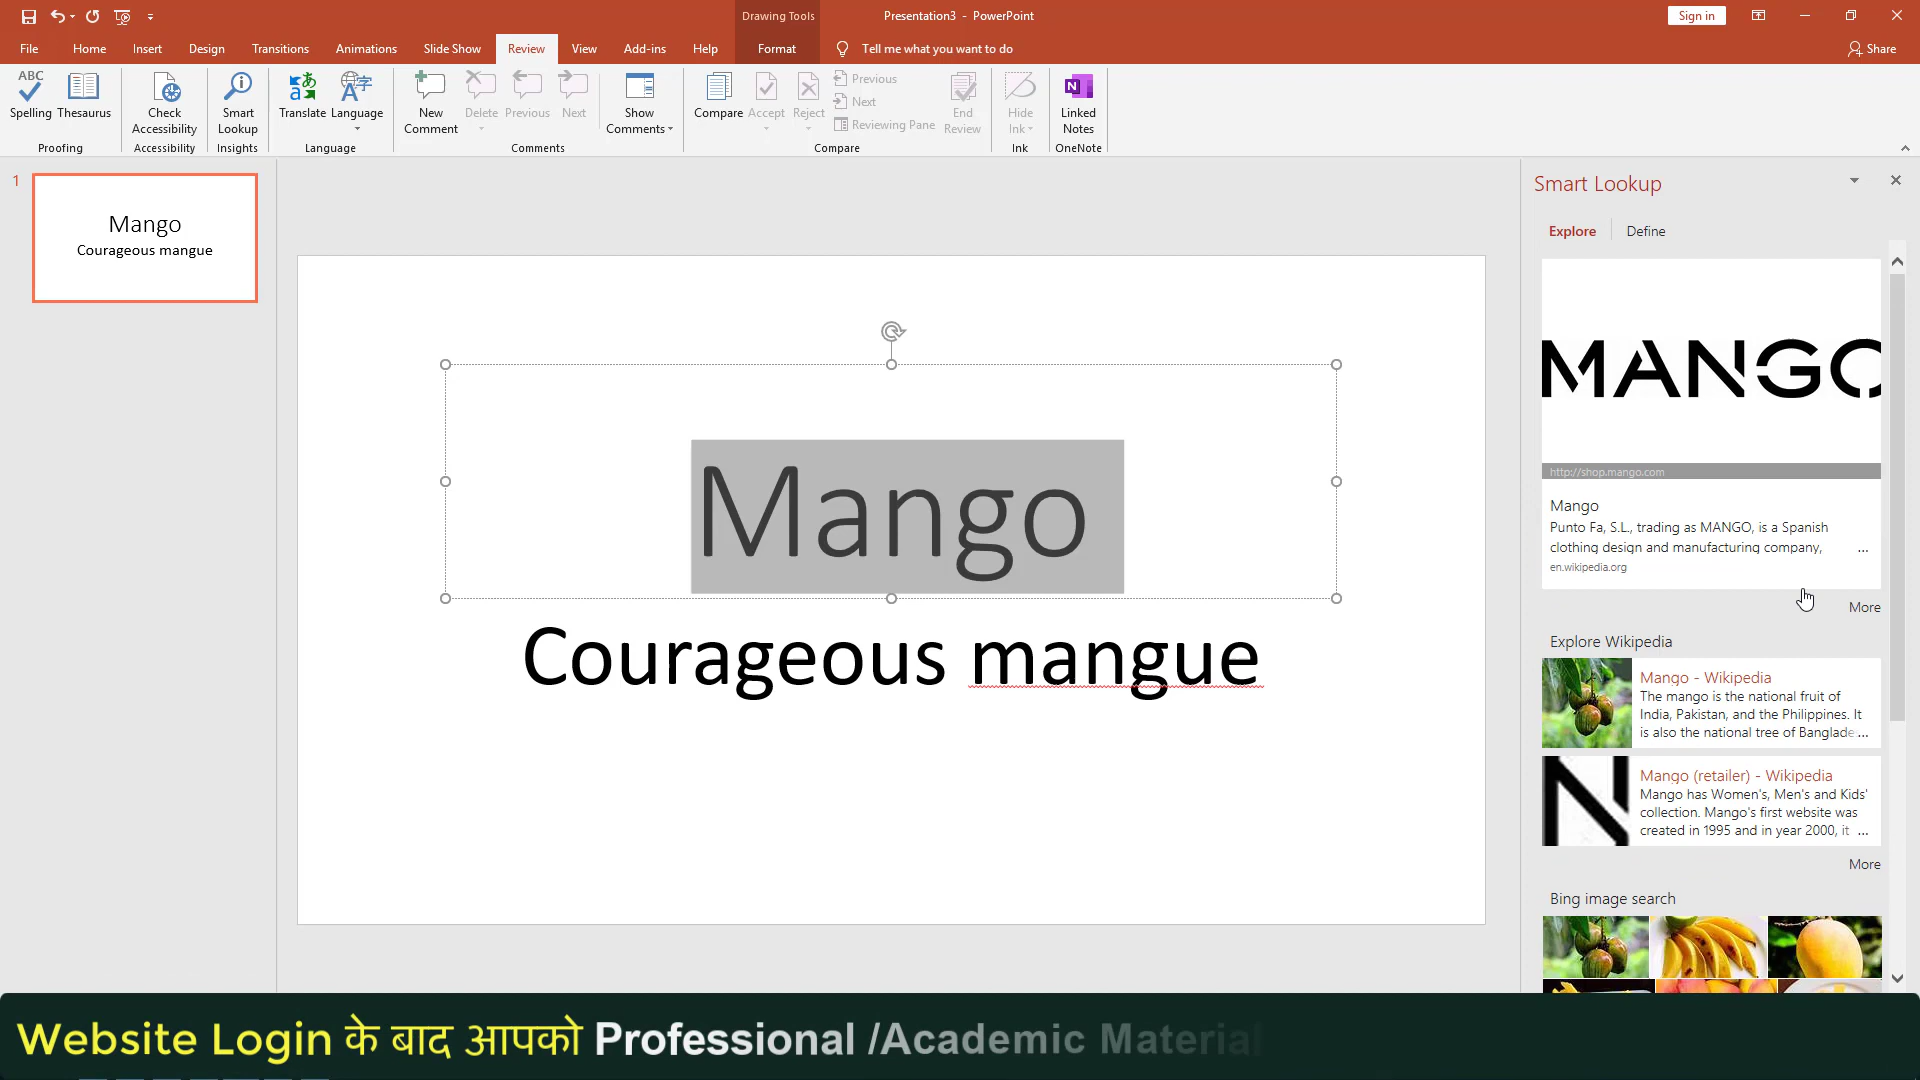 Drawing Tools
Presentation3 - PowerPoint
Sign in
File Home Insert Design Transitions Animations Slide Show Review View Add-ins Help Format Tell me what you want to do Share
ABC
Spelling
Thesaurus
Proofing
Check
Accessibility
Accessibility
Smart
Lookup
Insights
Translate
Language
Language
New
Comment
Delete
Previous
Next
Show
Comments
Comments
Compare
Accept
Reject
Previous
Next
Reviewing Pane
End
Review
Compare
Hide
Ink
Ink
Linked
Notes
OneNote
1
Mango
Courageous mangue
Mango
Courageous mangue
Smart Lookup
Explore Define
MANGO
http://shop.mango.com
Mango
Punto Fa, S.L., trading as MANGO, is a Spanish
clothing design and manufacturing company, ...
en.wikipedia.org
More
Explore Wikipedia
Mango - Wikipedia
The mango is the national fruit of
India, Pakistan, and the Philippines. It
is also the national tree of Banglade...
Mango (retailer) - Wikipedia
Mango has Women's, Men's and Kids'
collection. Mango's first website was
created in 1995 and in year 2000, it ...
More
Bing image search
Website Login के बाद आपको Professional /Academic Material